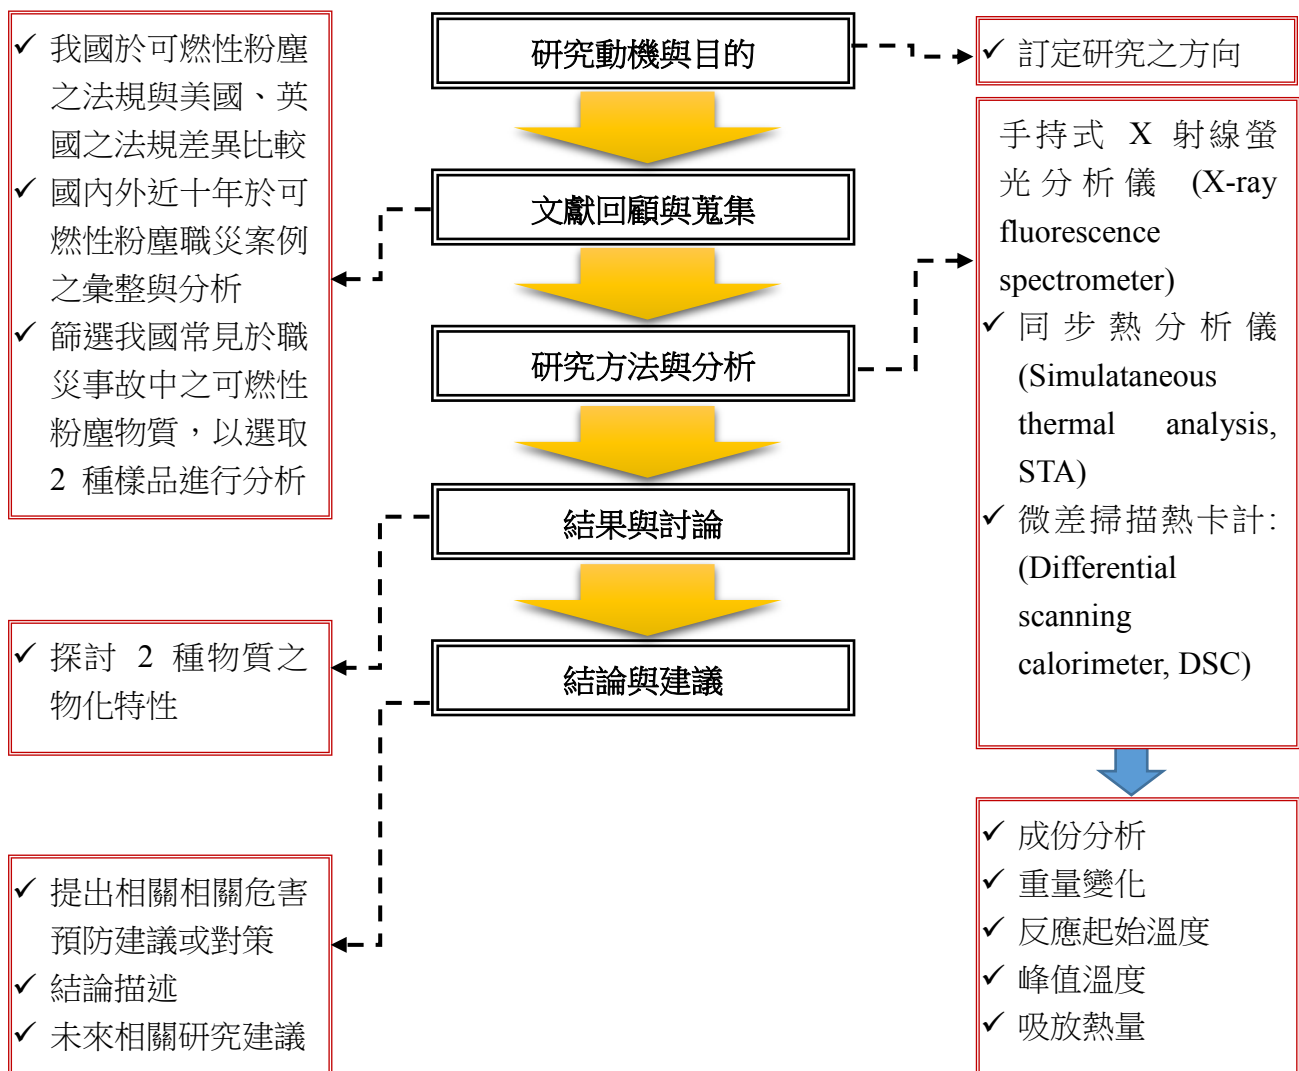 研究動機與目的
✓ 訂定研究之方向
✓ 我國於可燃性粉塵
之法規與美國、英
國之法規差異比較
✓ 國內外近十年於可
燃性粉塵職災案例
之彙整與分析
✓ 篩選我國常見於職
災事故中之可燃性
粉塵物質，以選取
2 種樣品進行分析
文獻回顧與蒐集
研究方法與分析
手持式 X 射線螢
光分析儀 (X-ray
fluorescence
spectrometer)
✓ 同步熱分析儀
(Simulataneous
thermal analysis,
STA)
✓ 微差掃描熱卡計:
(Differential
scanning
calorimeter, DSC)
✓ 成份分析
✓ 重量變化
✓ 反應起始溫度
✓ 峰值溫度
✓ 吸放熱量
結果與討論
✓ 探討 2 種物質之
物化特性
結論與建議
✓ 提出相關相關危害
預防建議或對策
✓ 結論描述
✓ 未來相關研究建議